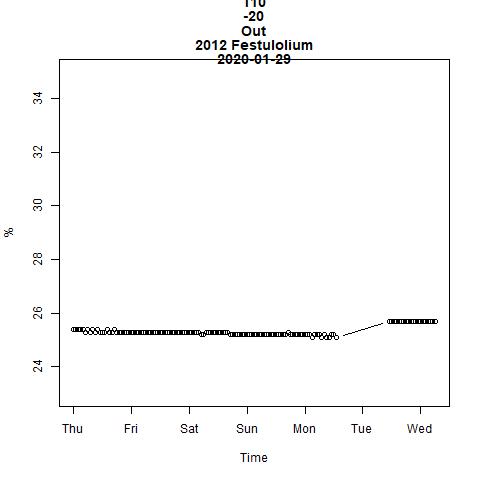 110
-20
Out
2012 Festulolium
2020-01-29
34
32
30
28
26
24
%
Thu Fri Sat Sun Mon Tue Wed
Time